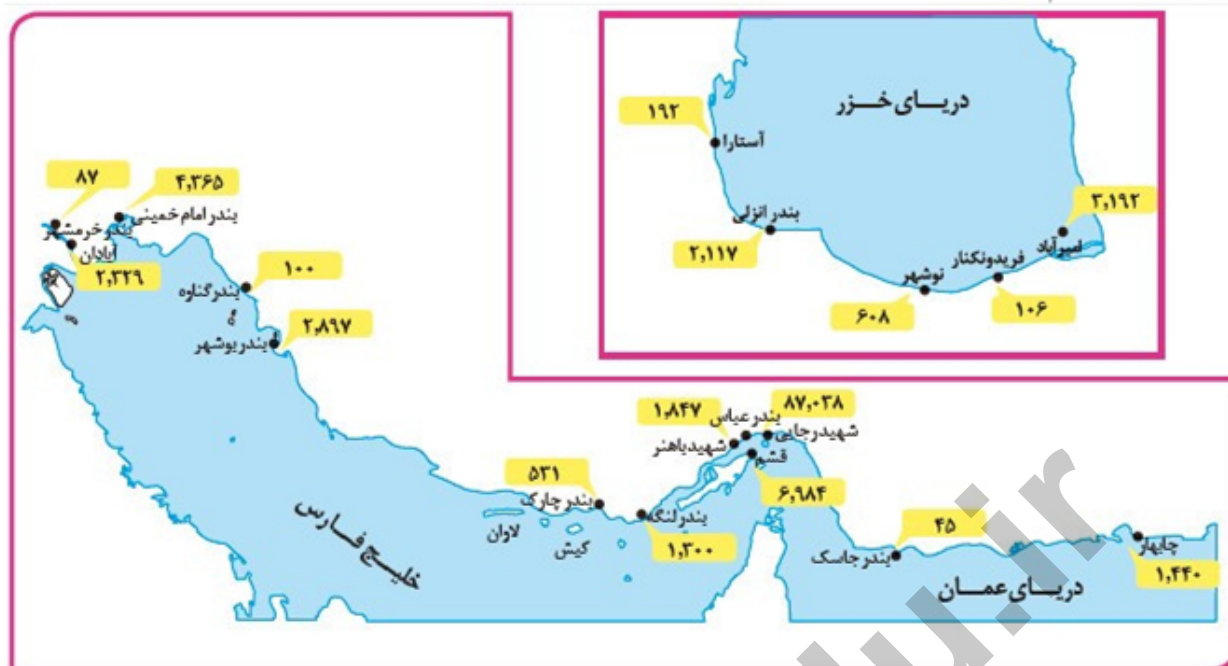 دریای خزر
۱۹۲
آستارا
بندر انزلی
۲,۱۱۷
نوشهر
۶۰۸
فریدونکنار
۱۰۶
۳,۱۹۲
امیرآباد
۸۷
۴,۳۶۵
بندر امام خمینی
بندر خرمشهر
آبادان
۲,۳۲۹
۱۰۰
بندر گناوه
۲,۸۹۷
بندر بوشهر
خلیج فارس
۱,۸۴۷
بندر عباس
۸۷,۰۳۸
شهید رجایی
شهید باهنر
قشم
۶,۹۸۴
۵۳۱
بندر چارک
لاوان
کیش
بندر لنگه
۱,۳۰۰
۴۵
بندر جاسک
چابهار
۱,۴۴۰
دریای عمان
du.ir